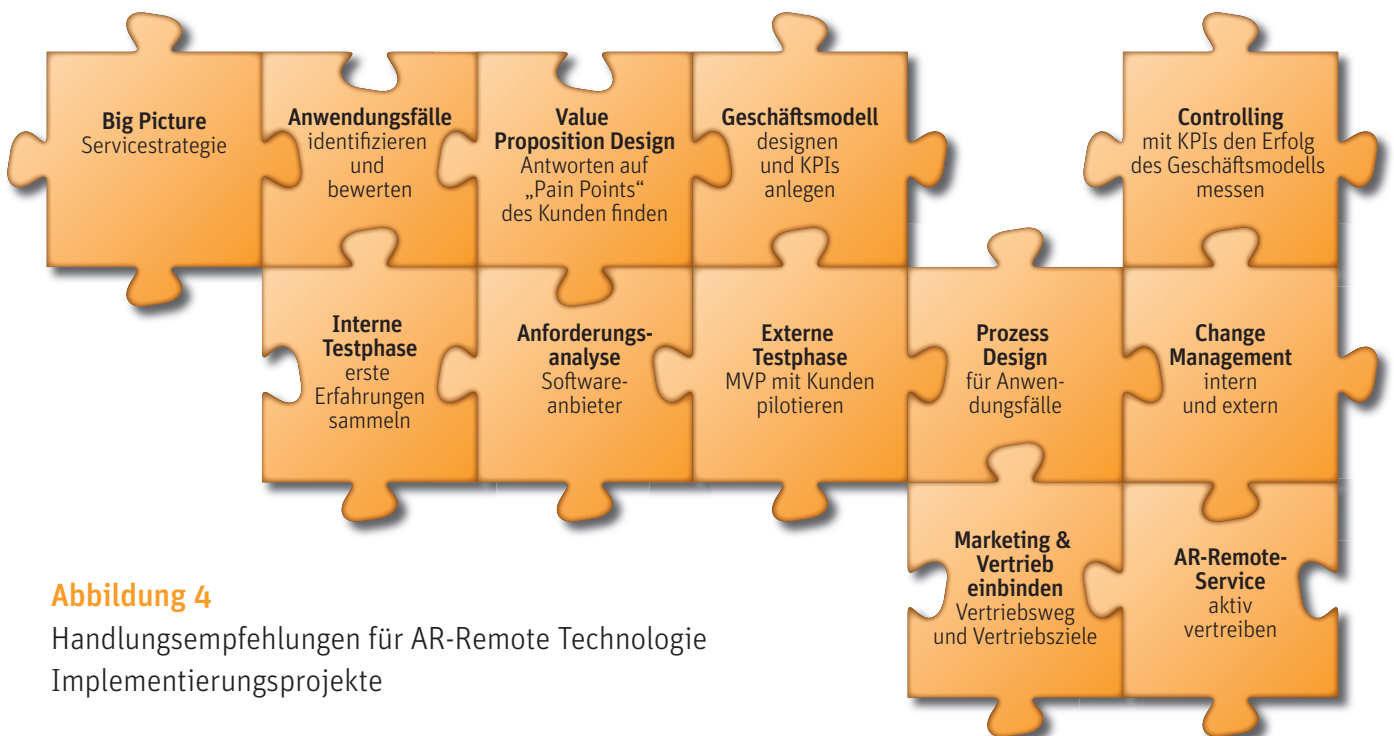 Big Picture
Servicestrategie
Anwendungsfälle
identifizieren
und
bewerten
Value
Proposition Design
Antworten auf
„Pain Points“
des Kunden finden
Geschäftsmodell
designen
und KPIs
anlegen
Controlling
mit KPIs den Erfolg
des Geschäftsmodells
messen
Interne
Testphase
erste
Erfahrungen
sammeln
Anforderungs-
analyse
Software-
anbieter
Externe
Testphase
MVP mit Kunden
pilotieren
Prozess
Design
für Anwen-
dungsfälle
Change
Management
intern
und extern
Marketing &
Vertrieb
einbinden
Vertriebsweg
und Vertriebsziele
AR-Remote-
Service
aktiv
vertreiben
Abbildung 4
Handlungsempfehlungen für AR-Remote Technologie
Implementierungsprojekte